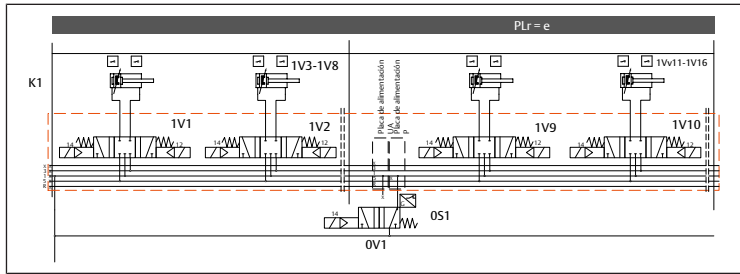 PLr = e
K1
1V3-1V8
1Vv11-1V16
Placa de alimentación
UA
Placa de alimentación
P
1V1
1V2
1V9
1V10
14
12
14
12
14
12
14
12
X
14
0S1
0V1